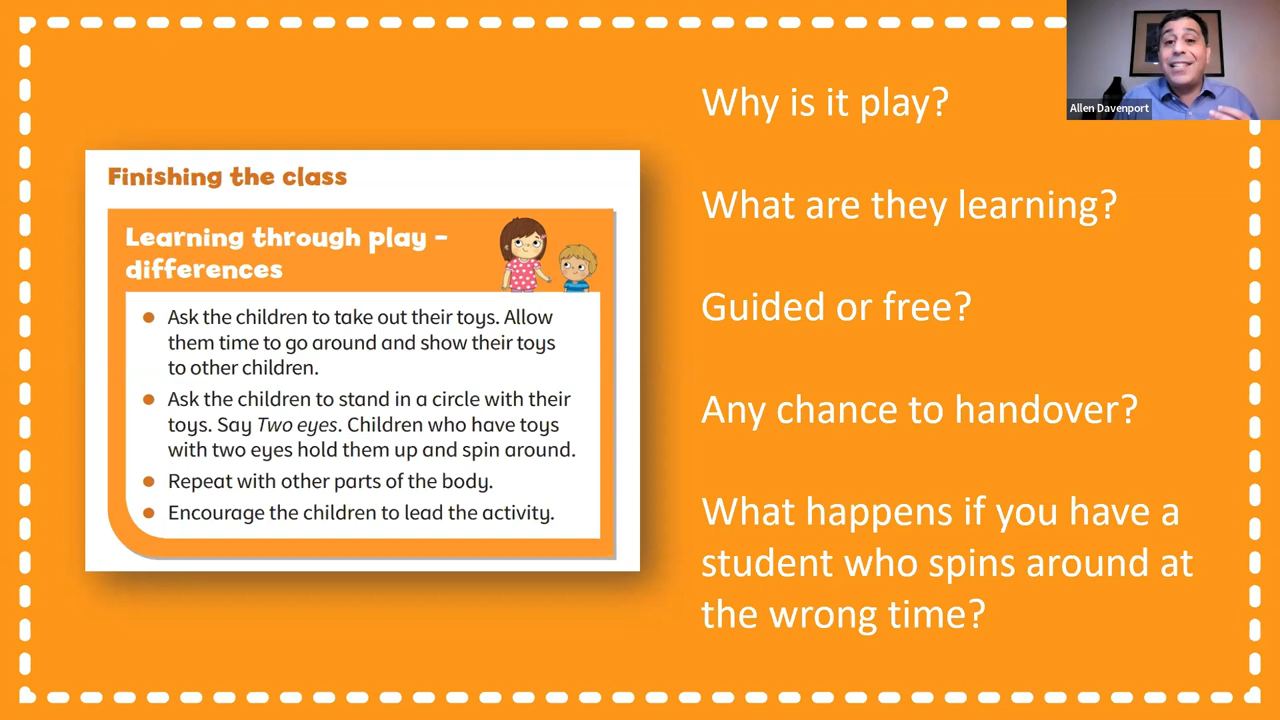 Finishing the class
Learning through play –
differences
Ask the children to take out their toys. Allow
them time to go around and show their toys
to other children.
Ask the children to stand in a circle with their
toys. Say Two eyes. Children who have toys
with two eyes hold them up and spin around.
Repeat with other parts of the body.
Encourage the children to lead the activity.
Why is it play?
What are they learning?
Guided or free?
Any chance to handover?
What happens if you have a
student who spins around at
the wrong time?
Allen Davenport